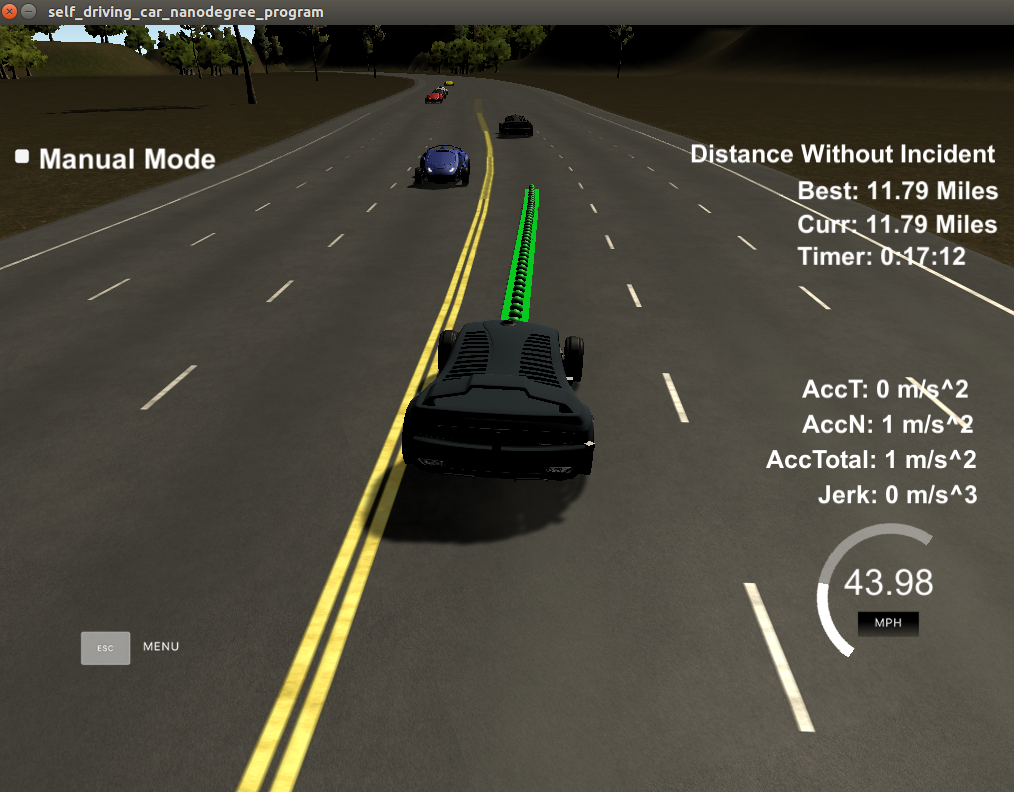 self_driving_car_nanodegree_program
Manual Mode
Distance Without Incident
Best: 11.79 Miles
Curr: 11.79 Miles
Timer: 0:17:12
AccT: 0 m/s^2
AccN: 1 m/s^2
AccTotal: 1 m/s^2
Jerk: 0 m/s^3
43.98
MPH
ESC MENU